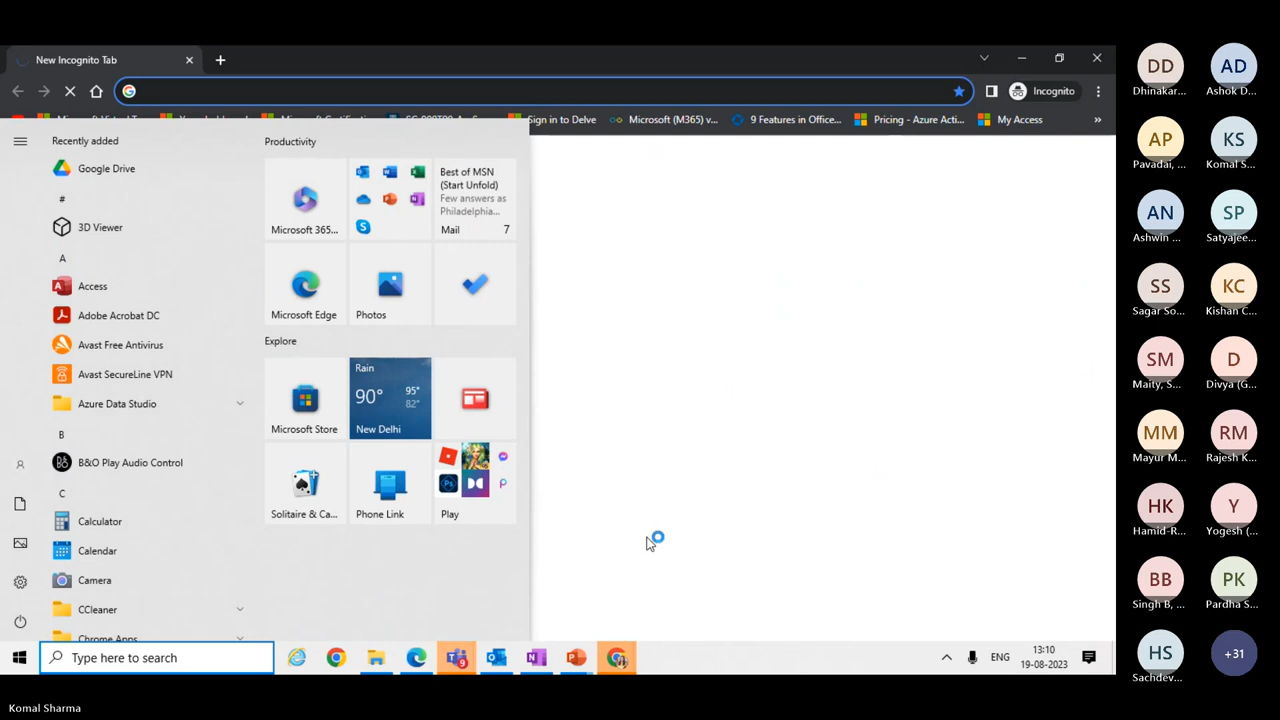 New Incognito Tab
Incognito
Sign in to Delve
Microsoft (M365) v...
9 Features in Office...
Pricing - Azure Acti...
My Access
»
Recently added
Google Drive
#
3D Viewer
A
Access
Adobe Acrobat DC
Avast Free Antivirus
Avast SecureLine VPN
Azure Data Studio
B
B&O Play Audio Control
C
Calculator
Calendar
Camera
CCleaner
Chrome Apps
Productivity
Microsoft 365...
Best of MSN
(Start Unfold)
Few answers as
Philadelphia...
Mail 7
Microsoft Edge
Photos
Explore
Microsoft Store
Rain
90° 95°
82°
New Delhi
Solitaire & Ca...
Phone Link
Play
Type here to search
9
ENG
13:10
19-08-2023
DD
Dhinakar...
AD
Ashok D...
AP
Pavadai, ...
KS
Komal S...
AN
Ashwin ...
SP
Satyajee...
SS
Sagar So...
KC
Kishan C...
SM
Maity, S...
D
Divya (G...
MM
Mayur M...
RM
Rajesh K...
HK
Hamid-R...
Y
Yogesh (...
BB
Singh B, ...
PK
Pardha S...
HS
Sachdev...
+31
Komal Sharma